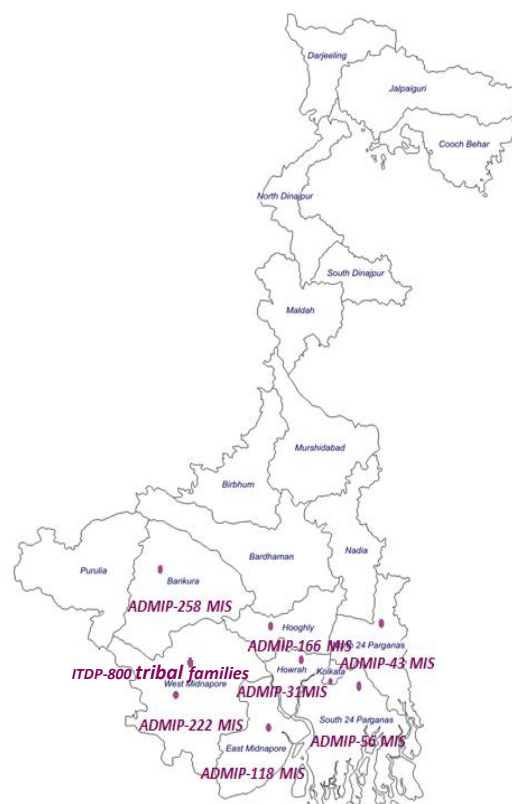 Darjeeling
Jalpaiguri
Cooch Behar
North Dinajpur
South Dinajpur
Maldah
Murshidabad
Birbhum
Bardhaman
Nadia
Purulia
Bankura
ADMIP-258 MIS
Hooghly
ADMIP-166 MIS
24 Parganas
ADMIP-43 MIS
Howrah
Kolkata
ITDP-800 tribal families
West Midnapore
ADMIP-31MIS
ADMIP-222 MIS
South 24 Parganas
ADMIP-56 MIS
East Midnapore
ADMIP-118 MIS